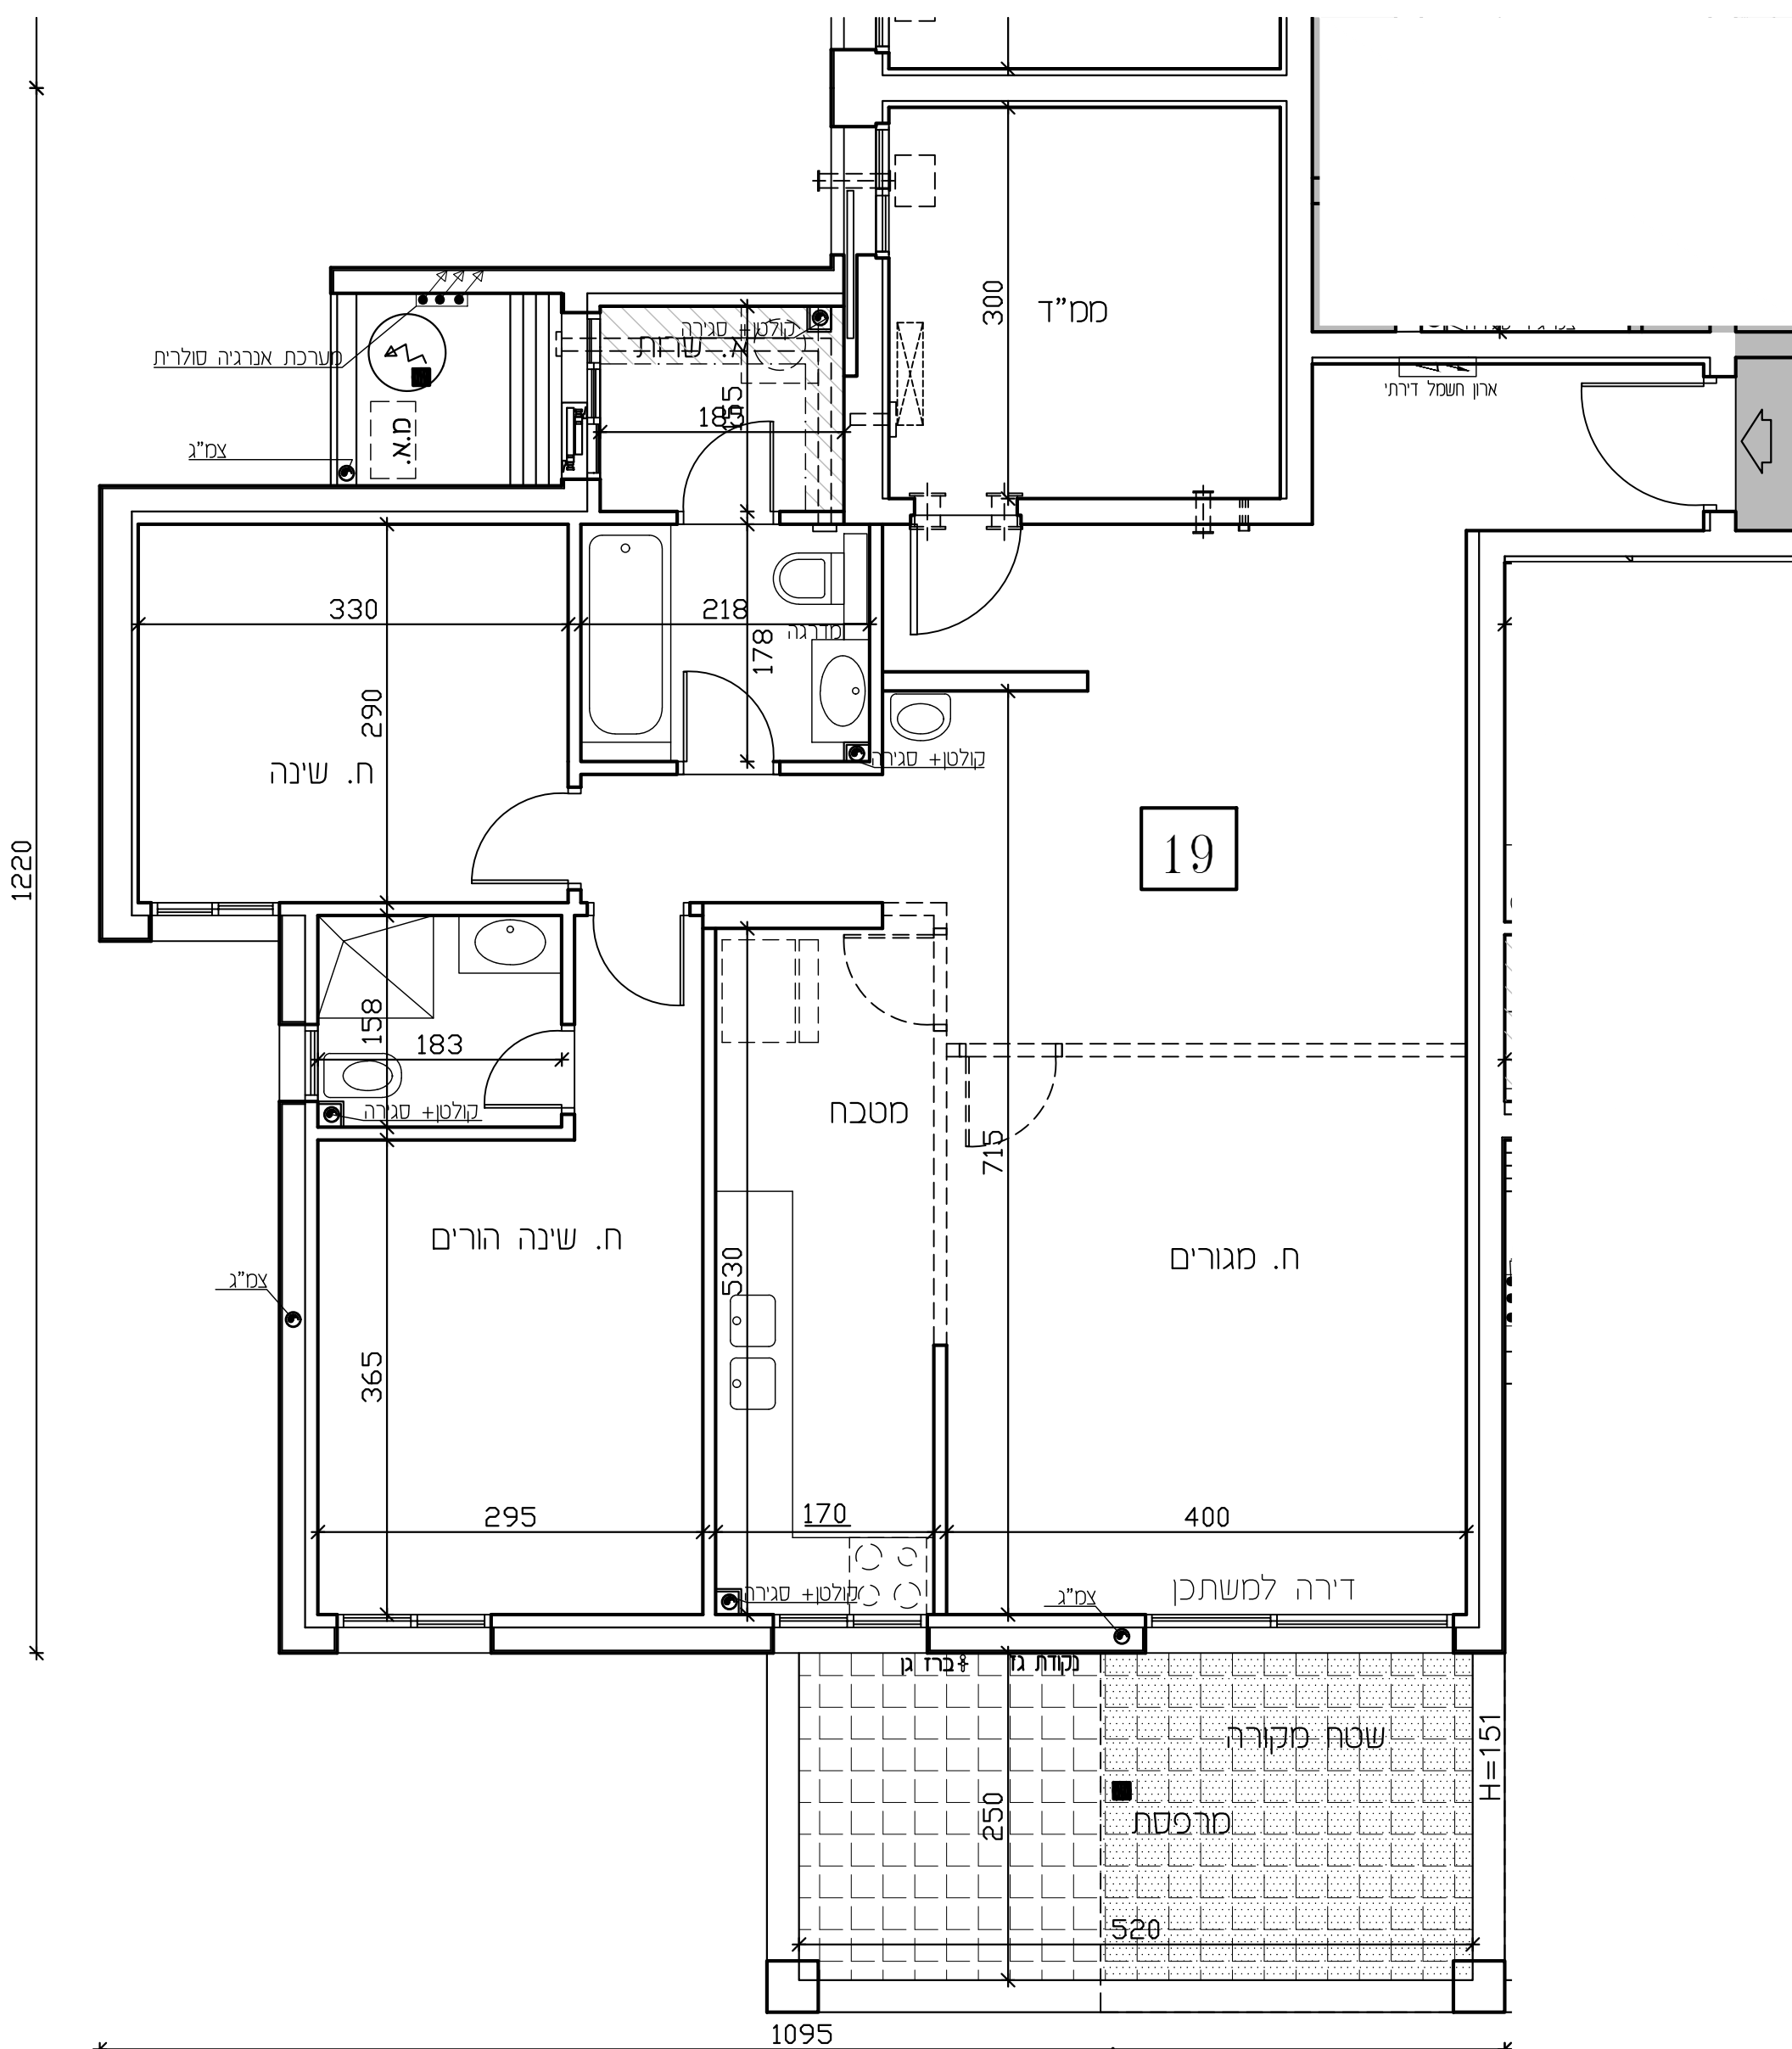 ממ"ד
300
קולטן+ סגירה
א. שרות
מערכת אנרגיה סולרית
ארון חשמל דירתי
165
185
מ.א.
צמ"ג
330
218
מדרגה
178
290
קולטן+ סגירה
ח. שינה
19
1220
158
183
קולטן+ סגירה
מטבח
715
ח. שינה הורים
ח. מגורים
צמ"ג
530
365
295
170
400
דירה למשתכן
קולטן+ סגירה
צמ"ג
ברז גן
נקודת גז
שטח מקורה
H=151
250
מרפסת
520
1095